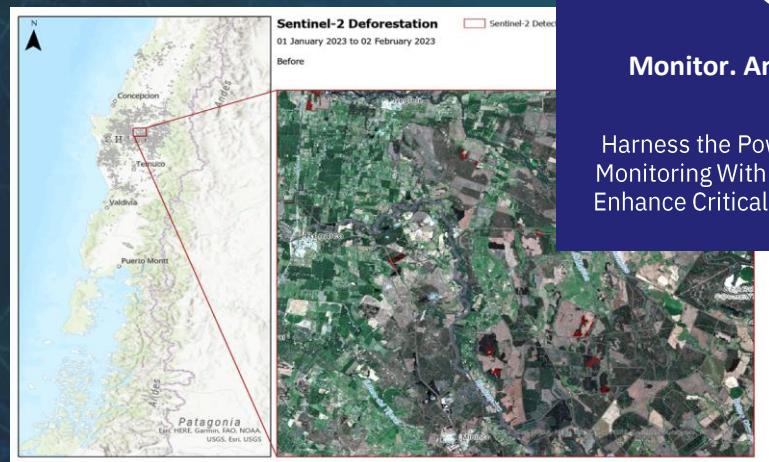 N
Sentinel-2 Deforestation
Sentinel-2 Detec
01 January 2023 to 02 February 2023
Before
Monitor. An
Harness the Pow
Monitoring With
Enhance Critical
Concepcion
CH
Temuco
Valdivia
Puerto Montt
Andes
Andes
Patagonia
Esri, HERE, Garmin, FAO, NOAA,
USGS, Esri, USGS